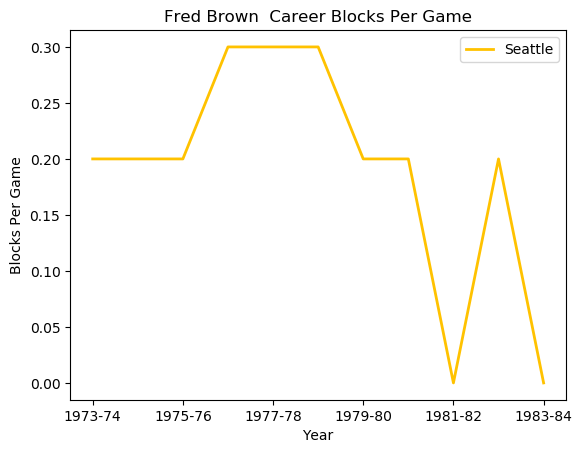 Fred Brown  Career Blocks Per Game
Seattle
Blocks Per Game
0.30
0.25
0.20
0.15
0.10
0.05
0.00
1973-74 1975-76 1977-78 1979-80 1981-82 1983-84
Year